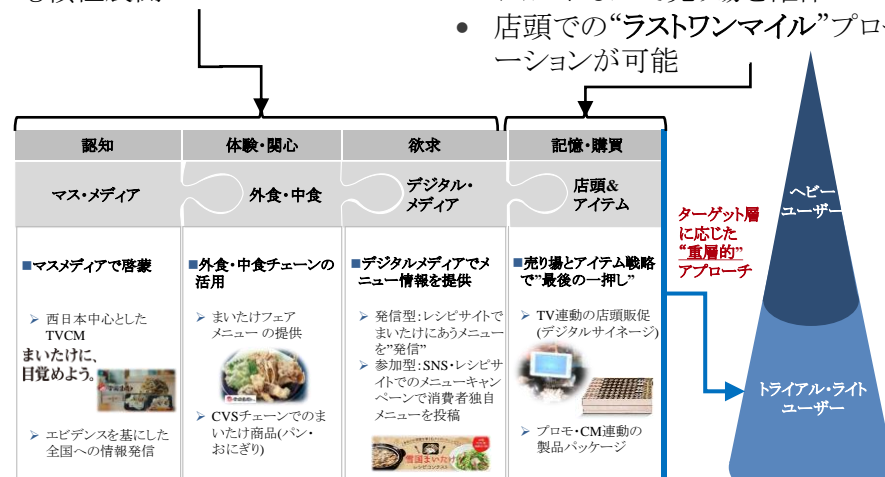 • 店頭での“ラストワンマイル”プロ
ーションが可能
認知
体験・関心
欲求
記憶・購買
マス・メディア
外食・中食
デジタル・
メディア
店頭&
アイテム
■マスメディアで啓蒙
➢ 西日本中心とした
TVCM
まいたけに、
目覚めよう。
➢ エビデンスを基にした
全国への情報発信
■外食・中食チェーンの
活用
➢ まいたけフェア
メニュー の提供
➢ CVSチェーンでのま
いたけ商品(パン・
おにぎり)
■デジタルメディアでメ
ニュー情報を提供
➢ 発信型:レシピサイトで
まいたけにあうメニュー
を”発信”
➢ 参加型:SNS・レシピサ
イトでのメニューキャン
ペーンで消費者独自
メニューを投稿
雪国まいたけ
レシピコンテスト
■売り場とアイテム戦略
で”最後の一押し”
➢ TV連動の店頭販促
(デジタルサイネージ)
➢ プロモ・CM連動の
製品パッケージ
ターゲット層
に応じた
“重層的”
アプローチ
ヘビー
ユーザー
トライアル・ライト
ユーザー